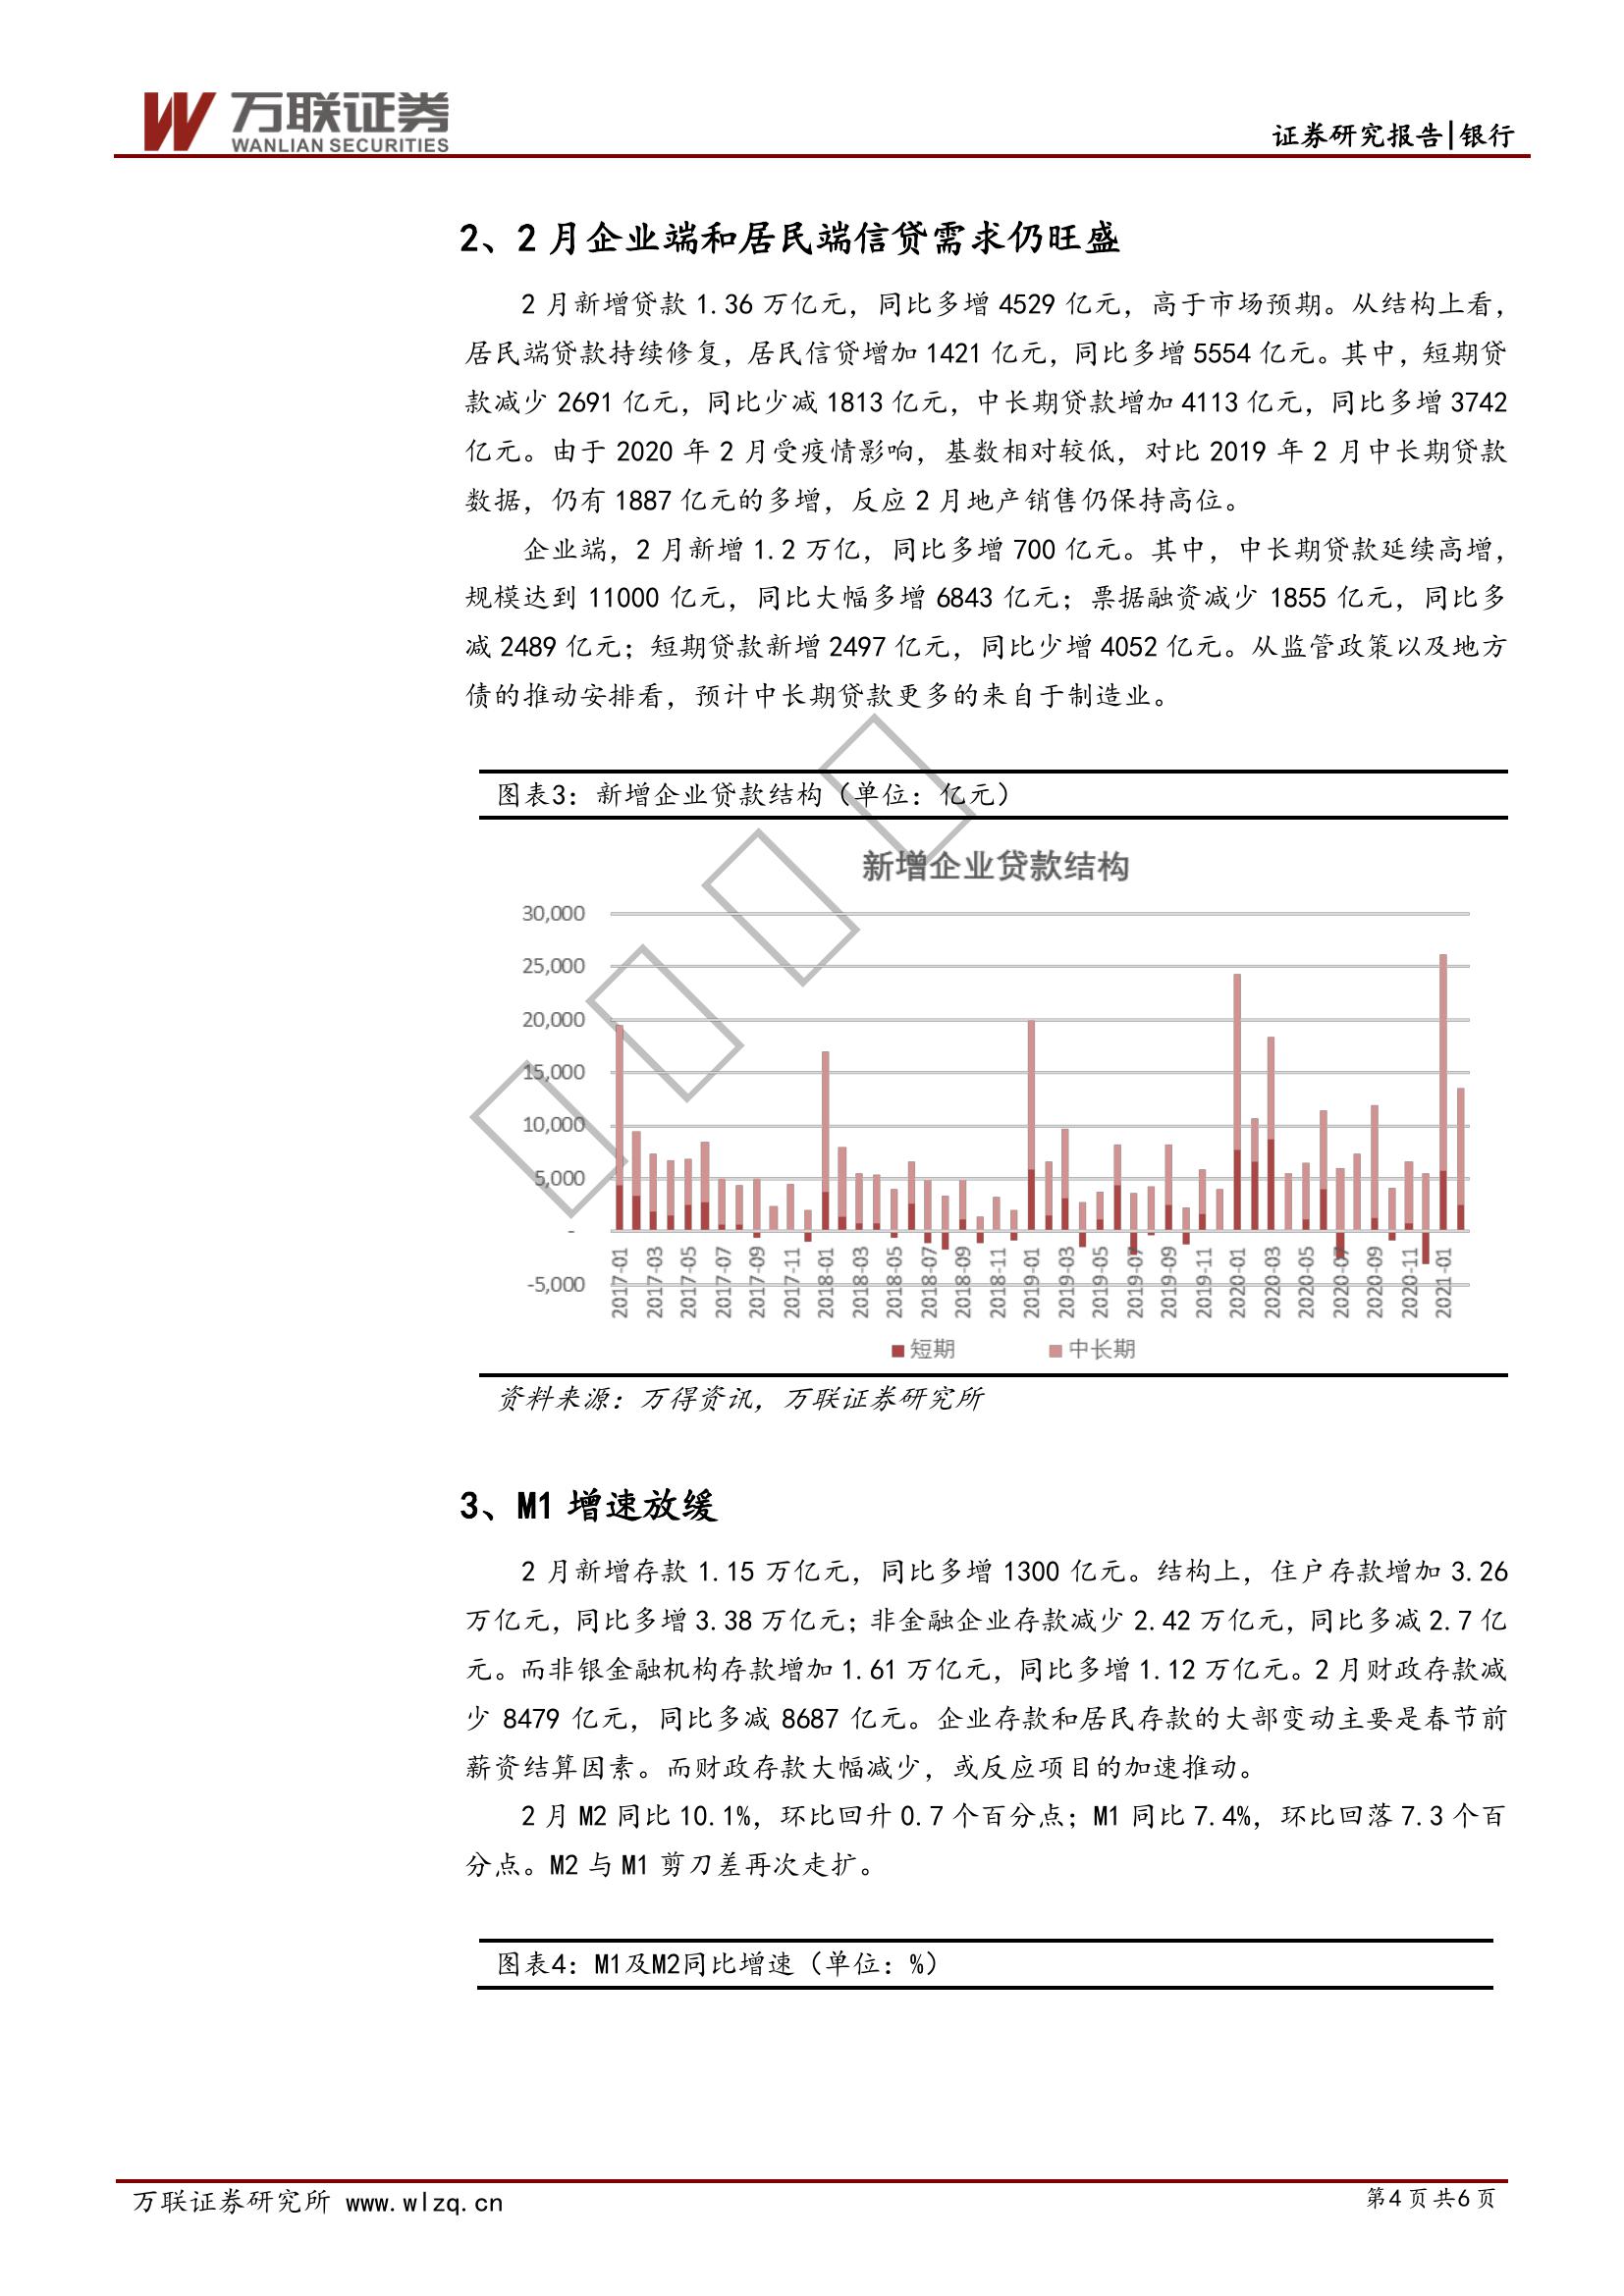 万联证券
WANLIAN SECURITIES
证券研究报告|银行
2、2 月企业端和居民端信贷需求仍旺盛
2 月新增贷款 1.36 万亿元，同比多增 4529 亿元，高于市场预期。从结构上看，
居民端贷款持续修复，居民信贷增加 1421 亿元，同比多增 5554 亿元。其中，短期贷
款减少 2691 亿元，同比少减 1813 亿元，中长期贷款增加 4113 亿元，同比多增 3742
亿元。由于 2020 年 2 月受疫情影响，基数相对较低，对比 2019 年 2 月中长期贷款
数据，仍有 1887 亿元的多增，反应 2 月地产销售仍保持高位。
企业端，2 月新增 1.2 万亿，同比多增 700 亿元。其中，中长期贷款延续高增，
规模达到 11000 亿元，同比大幅多增 6843 亿元；票据融资减少 1855 亿元，同比多
减 2489 亿元；短期贷款新增 2497 亿元，同比少增 4052 亿元。从监管政策以及地方
债的推动安排看，预计中长期贷款更多的来自于制造业。
图表3：新增企业贷款结构（单位：亿元）
新增企业贷款结构
30,000
25,000
20,000
15,000
10,000
5,000
-
-5,000
2017-01
2017-03
2017-05
2017-07
2017-09
2017-11
2018-01
2018-03
2018-05
2018-07
2018-09
2018-11
2019-01
2019-03
2019-05
2019-07
2019-09
2019-11
2020-01
2020-03
2020-05
2020-07
2020-09
2020-11
2021-01
短期 中长期
资料来源：万得资讯，万联证券研究所
3、M1 增速放缓
2 月新增存款 1.15 万亿元，同比多增 1300 亿元。结构上，住户存款增加 3.26
万亿元，同比多增 3.38 万亿元；非金融企业存款减少 2.42 万亿元，同比多减 2.7 亿
元。而非银金融机构存款增加 1.61 万亿元，同比多增 1.12 万亿元。2 月财政存款减
少 8479 亿元，同比多减 8687 亿元。企业存款和居民存款的大部变动主要是春节前
薪资结算因素。而财政存款大幅减少，或反应项目的加速推动。
2 月 M2 同比 10.1%，环比回升 0.7 个百分点；M1 同比 7.4%，环比回落 7.3 个百
分点。M2 与 M1 剪刀差再次走扩。
图表4：M1及M2同比增速（单位：%）
万联证券研究所 www.wlzq.cn
第 4 页 共 6 页